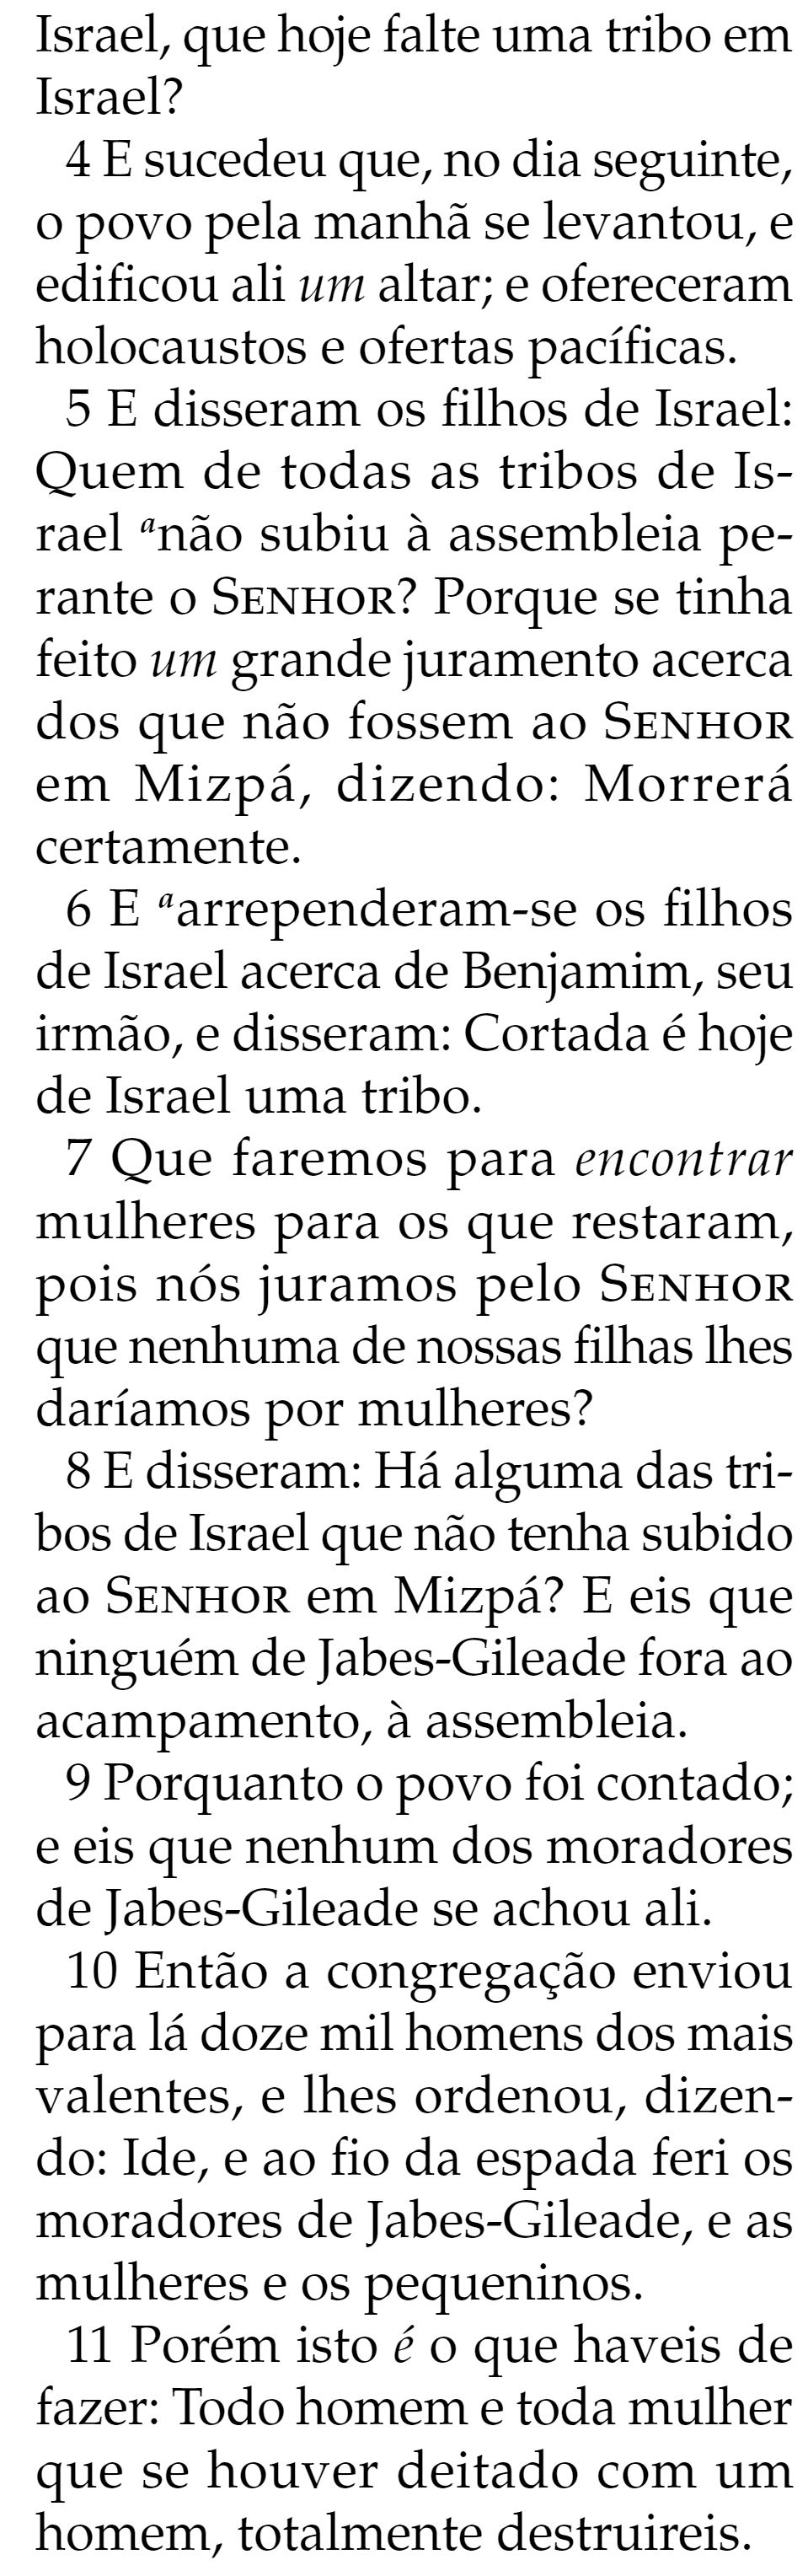 Israel, que hoje falte uma tribo em
Israel?
4 E sucedeu que, no dia seguinte,
o povo pela manhã se levantou, e
edificou ali um altar; e ofereceram
holocaustos e ofertas pacíficas.
5 E disseram os filhos de Israel:
Quem de todas as tribos de Is-
rael ªnão subiu à assembleia pe-
rante o SENHOR? Porque se tinha
feito um grande juramento acerca
dos que não fossem ao SENHOR
em Mizpá, dizendo: Morrerá
certamente.
6 E ªarrependeram-se os filhos
de Israel acerca de Benjamim, seu
irmão, e disseram: Cortada é hoje
de Israel uma tribo.
7 Que faremos para encontrar
mulheres para os que restaram,
pois nós juramos pelo SENHOR
que nenhuma de nossas filhas lhes
daríamos por mulheres?
8 E disseram: Há alguma das tri-
bos de Israel que não tenha subido
ao SENHOR em Mizpá? E eis que
ninguém de Jabes-Gileade fora ao
acampamento, à assembleia.
9 Porquanto o povo foi contado;
e eis que nenhum dos moradores
de Jabes-Gileade se achou ali.
10 Então a congregação enviou
para lá doze mil homens dos mais
valentes, e lhes ordenou, dizen-
do: Ide, e ao fio da espada feri os
moradores de Jabes-Gileade, e as
mulheres e os pequeninos.
11 Porém isto é o que haveis de
fazer: Todo homem e toda mulher
que se houver deitado com um
homem, totalmente destruireis.